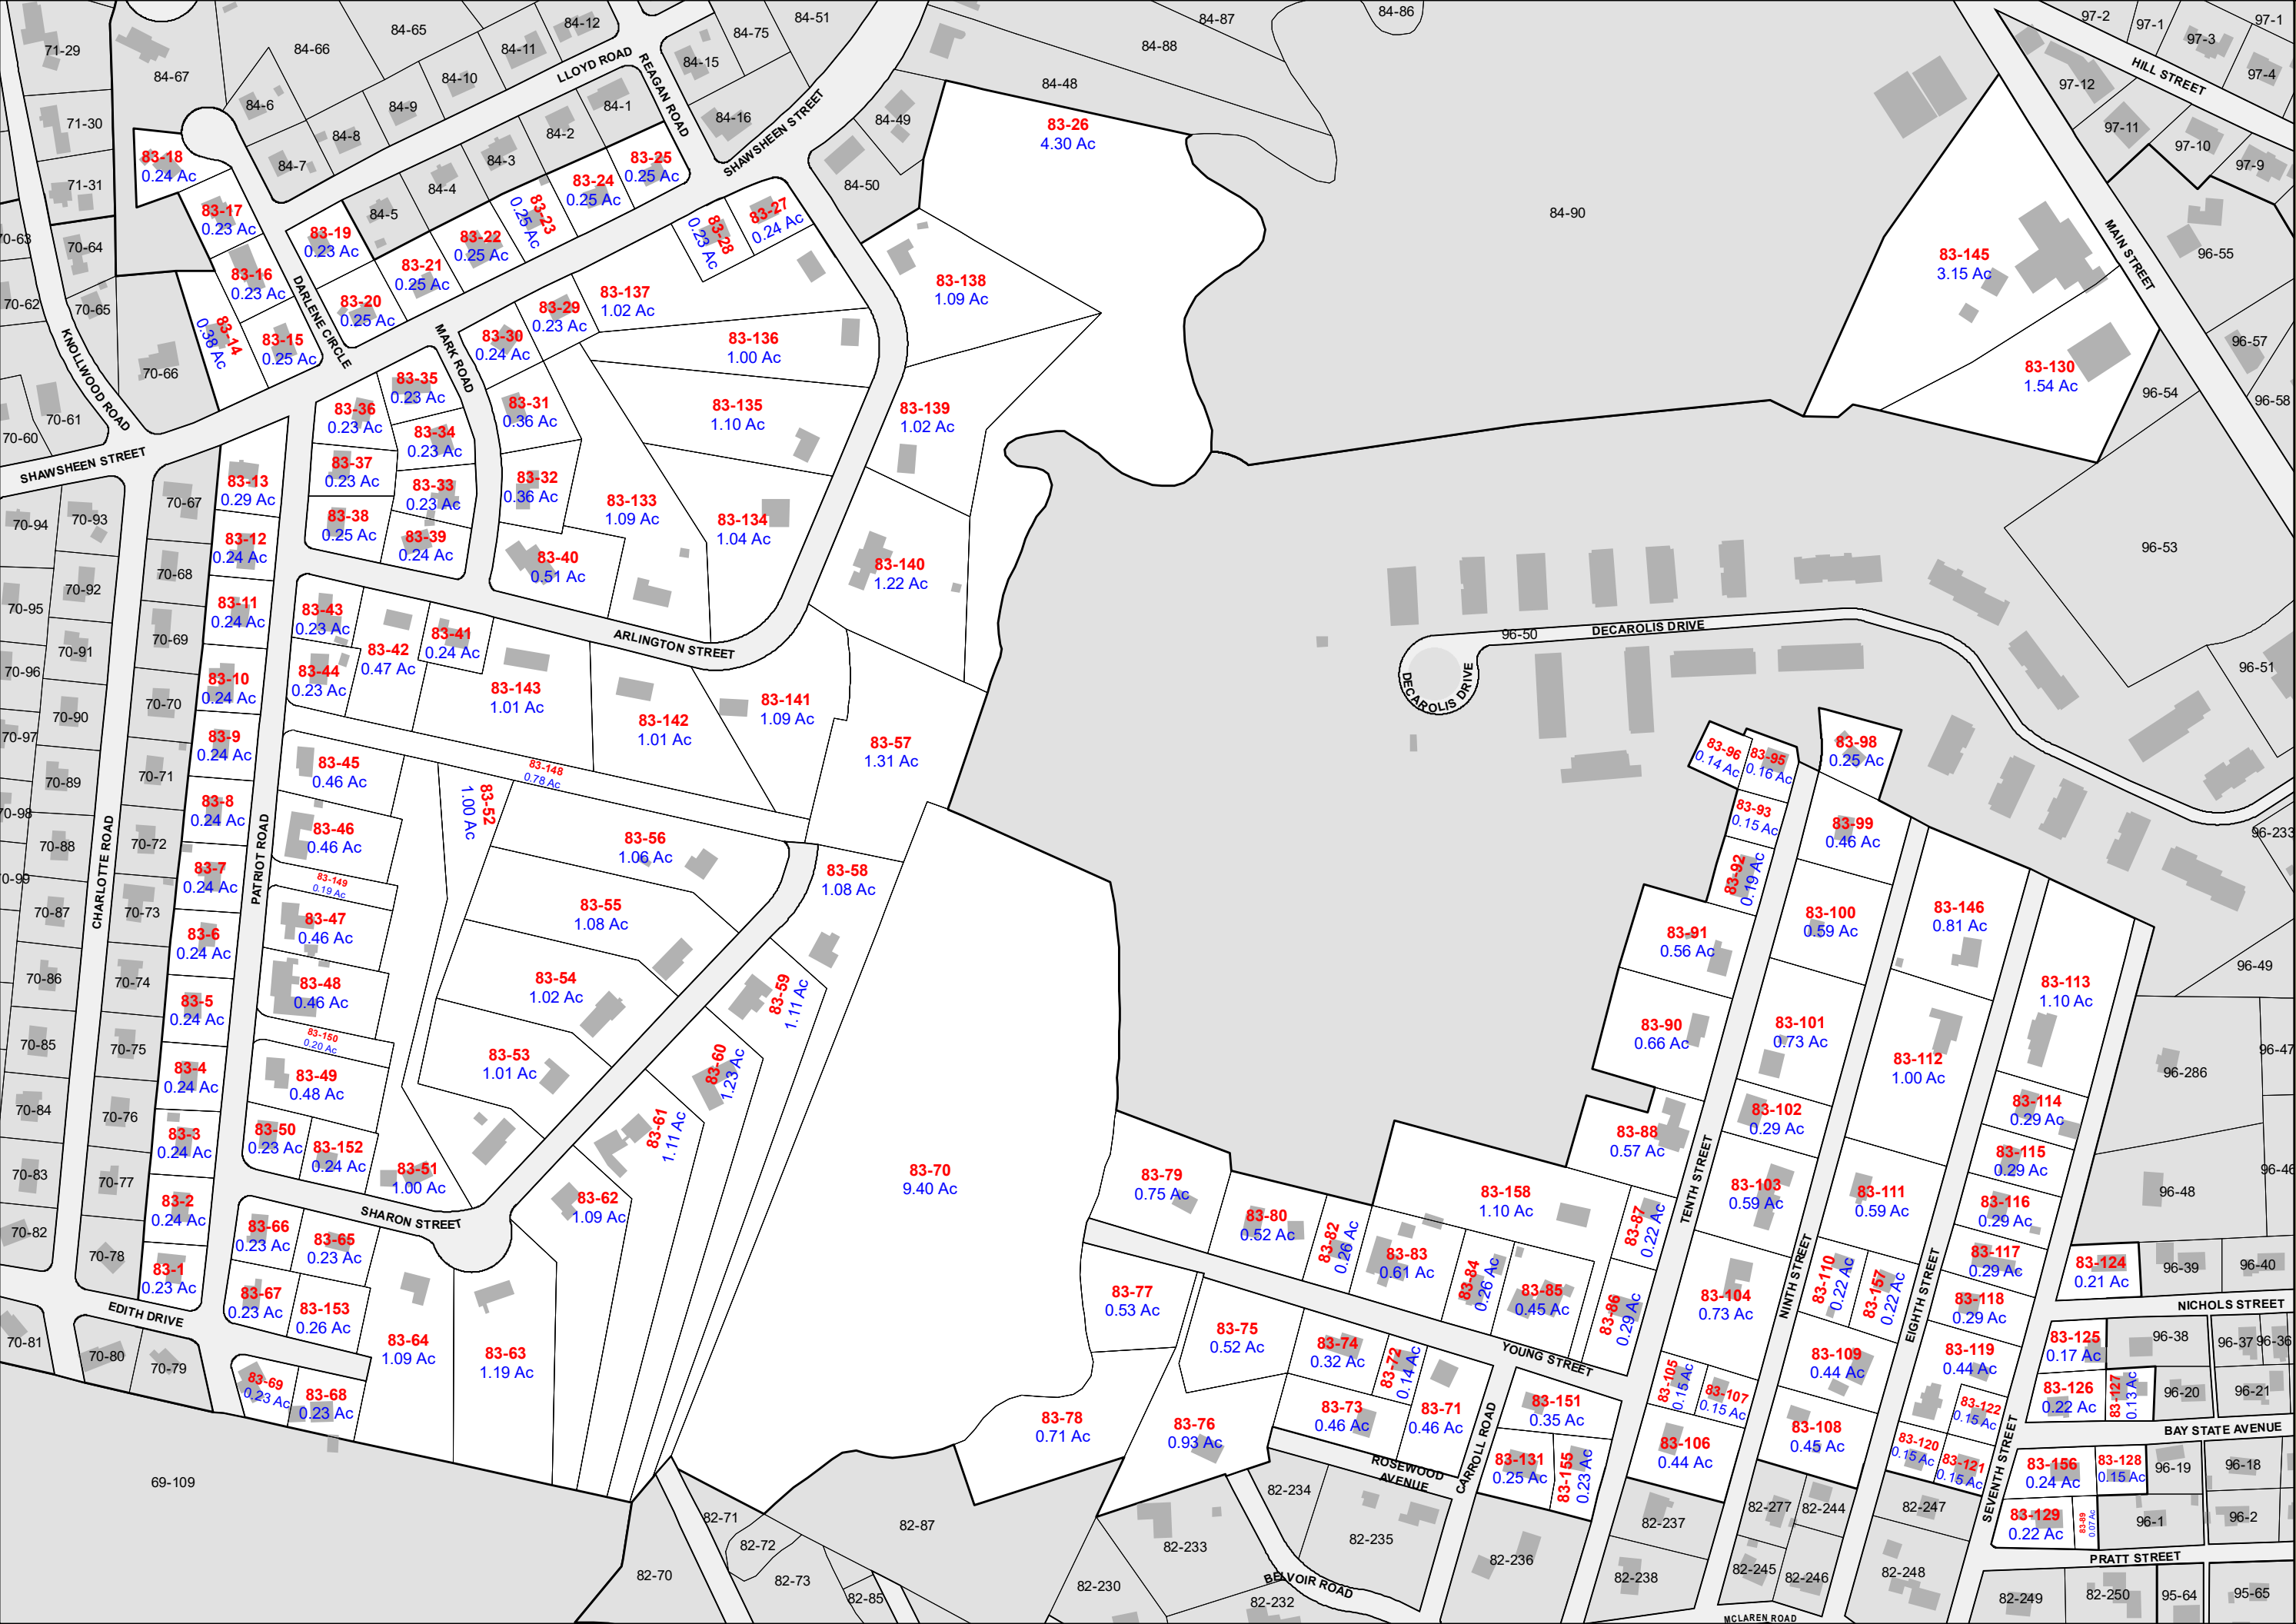 71-29
84-66
84-65
84-12
84-51
84-75
84-87
84-86
97-2
97-1
97-1
97-3
84-67
84-11
LLOYD ROAD
REAGAN ROAD
84-15
84-88
HILL STREET
97-4
84-10
84-48
97-12
71-30
84-6
84-9
84-1
84-16
SHAWSHEEN STREET
84-49
83-26
4.30 Ac
97-11
97-10
97-9
84-8
84-2
84-7
84-3
84-4
84-5
84-50
84-90
71-31
83-18
0.24 Ac
83-25
0.25 Ac
83-24
0.25 Ac
83-23
0.25 Ac
83-17
0.23 Ac
83-19
0.23 Ac
83-22
0.25 Ac
83-28
0.23 Ac
83-27
0.24 Ac
70-63
70-64
83-16
0.23 Ac
83-21
0.25 Ac
83-20
0.25 Ac
DARLENE CIRCLE
83-138
1.09 Ac
83-145
3.15 Ac
MAIN STREET
96-55
70-62
70-65
KNOLLWOOD ROAD
83-14
0.38 Ac
83-15
0.25 Ac
MARK ROAD
83-29
0.23 Ac
83-137
1.02 Ac
83-30
0.24 Ac
83-136
1.00 Ac
96-57
70-66
83-130
1.54 Ac
96-54
96-58
70-61
70-60
83-35
0.23 Ac
83-36
0.23 Ac
83-31
0.36 Ac
83-135
1.10 Ac
83-139
1.02 Ac
SHAWSHEEN STREET
83-34
0.23 Ac
83-37
0.23 Ac
83-33
0.23 Ac
83-32
0.36 Ac
83-13
0.29 Ac
70-67
70-94
70-93
83-38
0.25 Ac
83-39
0.24 Ac
83-133
1.09 Ac
83-134
1.04 Ac
83-12
0.24 Ac
83-40
0.51 Ac
83-140
1.22 Ac
96-53
70-68
70-92
70-95
83-11
0.24 Ac
83-43
0.23 Ac
83-42
0.47 Ac
83-41
0.24 Ac
ARLINGTON STREET
96-50
DECAROLIS DRIVE
70-69
70-91
70-96
83-44
0.23 Ac
83-10
0.24 Ac
83-143
1.01 Ac
83-142
1.01 Ac
83-141
1.09 Ac
DECAROLIS DRIVE
96-51
70-70
70-90
70-97
83-9
0.24 Ac
83-57
1.31 Ac
83-96
0.14 Ac
83-95
0.16 Ac
83-98
0.25 Ac
70-71
70-89
83-45
0.46 Ac
83-148
0.78 Ac
83-52
1.00 Ac
83-8
0.24 Ac
70-98
83-93
0.15 Ac
83-99
0.46 Ac
96-233
CHARLOTTE ROAD
PATRIOT ROAD
70-72
70-88
83-46
0.46 Ac
83-56
1.06 Ac
83-58
1.08 Ac
83-7
0.24 Ac
70-99
83-149
0.19 Ac
83-92
0.19 Ac
70-73
70-87
83-47
0.46 Ac
83-55
1.08 Ac
83-91
0.56 Ac
83-100
0.59 Ac
83-146
0.81 Ac
83-6
0.24 Ac
70-74
70-86
83-48
0.46 Ac
83-54
1.02 Ac
83-59
1.11 Ac
83-113
1.10 Ac
96-49
83-5
0.24 Ac
83-150
0.20 Ac
70-75
70-85
83-90
0.66 Ac
83-101
0.73 Ac
83-49
0.48 Ac
83-53
1.01 Ac
83-60
1.23 Ac
83-112
1.00 Ac
96-286
96-47
83-4
0.24 Ac
70-76
70-84
83-61
1.11 Ac
83-102
0.29 Ac
83-114
0.29 Ac
83-3
0.24 Ac
83-50
0.23 Ac
83-152
0.24 Ac
83-88
0.57 Ac
TENTH STREET
83-115
0.29 Ac
96-46
83-51
1.00 Ac
83-70
9.40 Ac
83-79
0.75 Ac
83-158
1.10 Ac
83-103
0.59 Ac
83-111
0.59 Ac
70-77
70-83
83-2
0.24 Ac
83-62
1.09 Ac
83-116
0.29 Ac
96-48
SHARON STREET
83-66
0.23 Ac
83-65
0.23 Ac
83-80
0.52 Ac
83-82
0.26 Ac
83-87
0.22 Ac
70-78
70-82
83-83
0.61 Ac
83-84
0.26 Ac
NINTH STREET
83-110
0.22 Ac
83-157
0.22 Ac
EIGHTH STREET
83-117
0.29 Ac
83-124
0.21 Ac
96-39
96-40
83-1
0.23 Ac
83-67
0.23 Ac
83-153
0.26 Ac
83-77
0.53 Ac
83-85
0.45 Ac
83-86
0.29 Ac
83-104
0.73 Ac
83-118
0.29 Ac
NICHOLS STREET
EDITH DRIVE
70-81
70-80
70-79
83-64
1.09 Ac
83-63
1.19 Ac
83-75
0.52 Ac
83-74
0.32 Ac
83-72
0.14 Ac
YOUNG STREET
83-109
0.44 Ac
83-119
0.44 Ac
83-125
0.17 Ac
96-38
96-37
96-36
83-69
0.23 Ac
83-68
0.23 Ac
83-105
0.15 Ac
83-107
0.15 Ac
83-126
0.22 Ac
83-127
0.13 Ac
96-20
96-21
83-78
0.71 Ac
83-76
0.93 Ac
83-73
0.46 Ac
83-71
0.46 Ac
83-151
0.35 Ac
83-122
0.15 Ac
BAY STATE AVENUE
CARROLL ROAD
83-106
0.44 Ac
83-108
0.45 Ac
83-120
0.15 Ac
83-121
0.15 Ac
SEVENTH STREET
ROSEWOOD
AVENUE
83-131
0.25 Ac
83-155
0.23 Ac
83-156
0.24 Ac
83-128
0.15 Ac
96-19
96-18
69-109
82-234
82-277
82-244
82-247
83-129
0.22 Ac
83-89
0.07 Ac
96-1
96-2
82-71
82-87
82-237
82-72
82-233
82-235
82-236
PRATT STREET
82-70
82-73
82-85
82-230
BELVOIR ROAD
82-232
82-238
82-245
82-246
82-248
82-249
82-250
95-64
95-65
MCLAREN ROAD